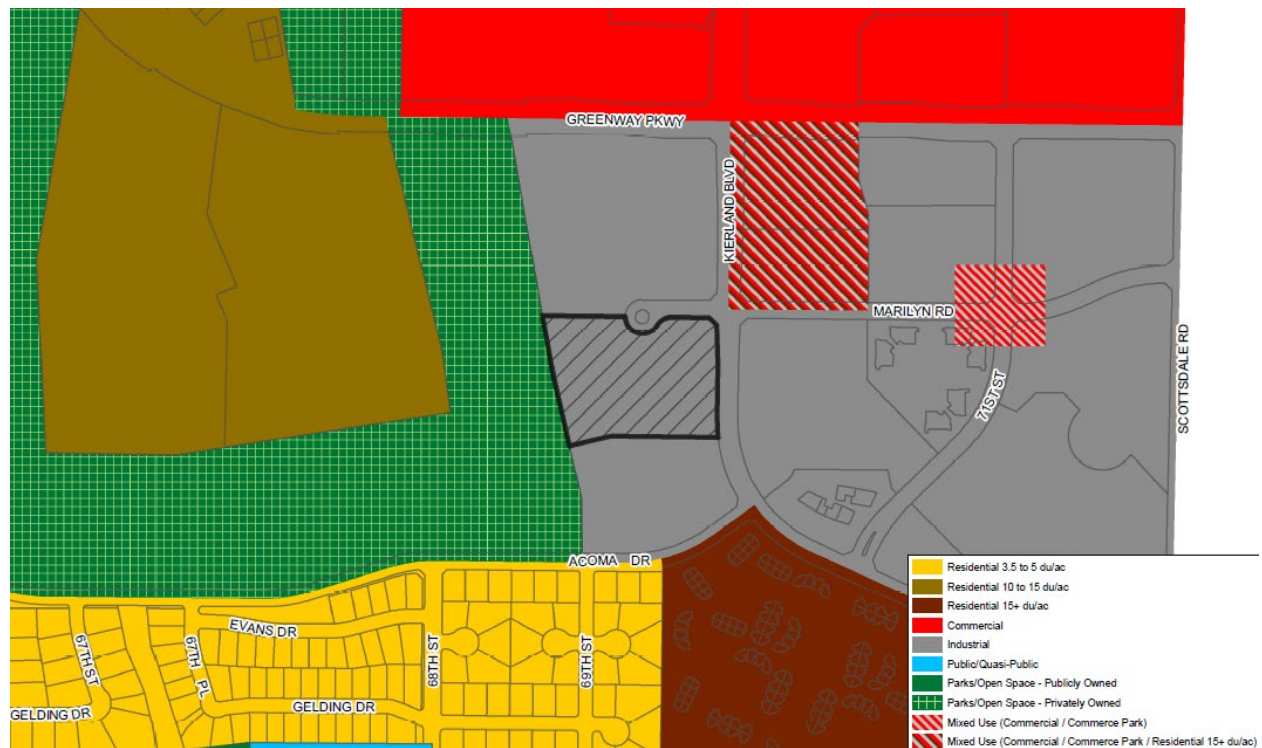 GREENWAY PKWY
KIERLAND BLVD
MARILYN RD
SCOTTSDALE RD
71ST ST
ACOMA DR
EVANS DR
67TH ST
67TH PL
68TH ST
69TH ST
GELDING DR
GELDING DR
Residential 3.5 to 5 du/ac
Residential 10 to 15 du/ac
Residential 15+ du/ac
Commercial
Industrial
Public/Quasi-Public
Parks/Open Space - Publicly Owned
Parks/Open Space - Privately Owned
Mixed Use (Commercial / Commerce Park)
Mixed Use (Commercial / Commerce Park / Residential 15+ du/ac)